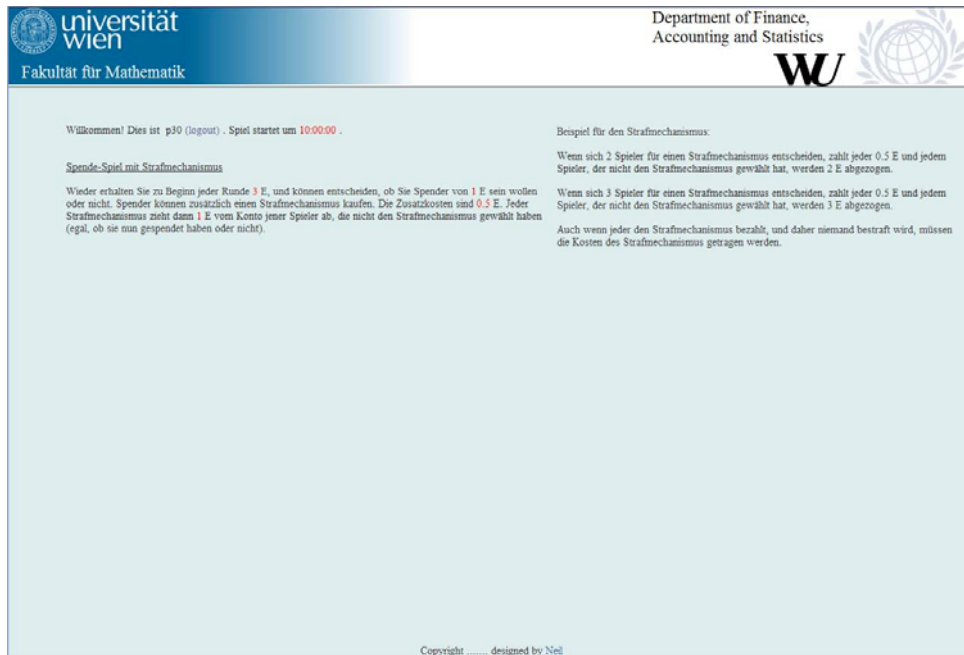 universität
wien
Fakultät für Mathematik
Department of Finance,
Accounting and Statistics
WU
Willkommen! Dies ist p30 (logout) . Spiel startet um 10:00:00 .
Spende-Spiel mit Strafmechanismus
Wieder erhalten Sie zu Beginn jeder Runde 3 E, und können entscheiden, ob Sie Spender von 1 E sein wollen
oder nicht. Spender können zusätzlich einen Strafmechanismus kaufen. Die Zusatzkosten sind 0.5 E. Jeder
Strafmechanismus zieht dann 1 E vom Konto jener Spieler ab, die nicht den Strafmechanismus gewählt haben
(egal, ob sie nun gespendet haben oder nicht).
Beispiel für den Strafmechanismus:
Wenn sich 2 Spieler für einen Strafmechanismus entscheiden, zahlt jeder 0.5 E und jedem
Spieler, der nicht den Strafmechanismus gewählt hat, werden 2 E abgezogen.
Wenn sich 3 Spieler für einen Strafmechanismus entscheiden, zahlt jeder 0.5 E und jedem
Spieler, der nicht den Strafmechanismus gewählt hat, werden 3 E abgezogen.
Auch wenn jeder den Strafmechanismus bezahlt, und daher niemand bestraft wird, müssen
die Kosten des Strafmechanismus getragen werden.
Copyright ........ designed by Neil